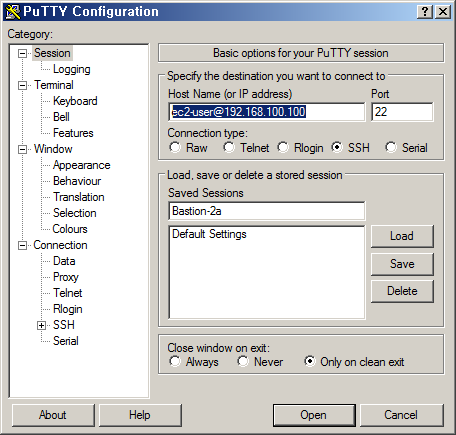 PuTTY Configuration
Category:
Session
Logging
Terminal
Keyboard
Bell
Features
Window
Appearance
Behaviour
Translation
Selection
Colours
Connection
Data
Proxy
Telnet
Rlogin
SSH
Serial
Basic options for your PuTTY session
Specify the destination you want to connect to
Host Name (or IP address) Port
ec2-user@192.168.100.100 22
Connection type:
Raw Telnet Rlogin SSH Serial
Load, save or delete a stored session
Saved Sessions
Bastion-2a
Default Settings
Load
Save
Delete
Close window on exit:
Always Never Only on clean exit
About Help Open Cancel